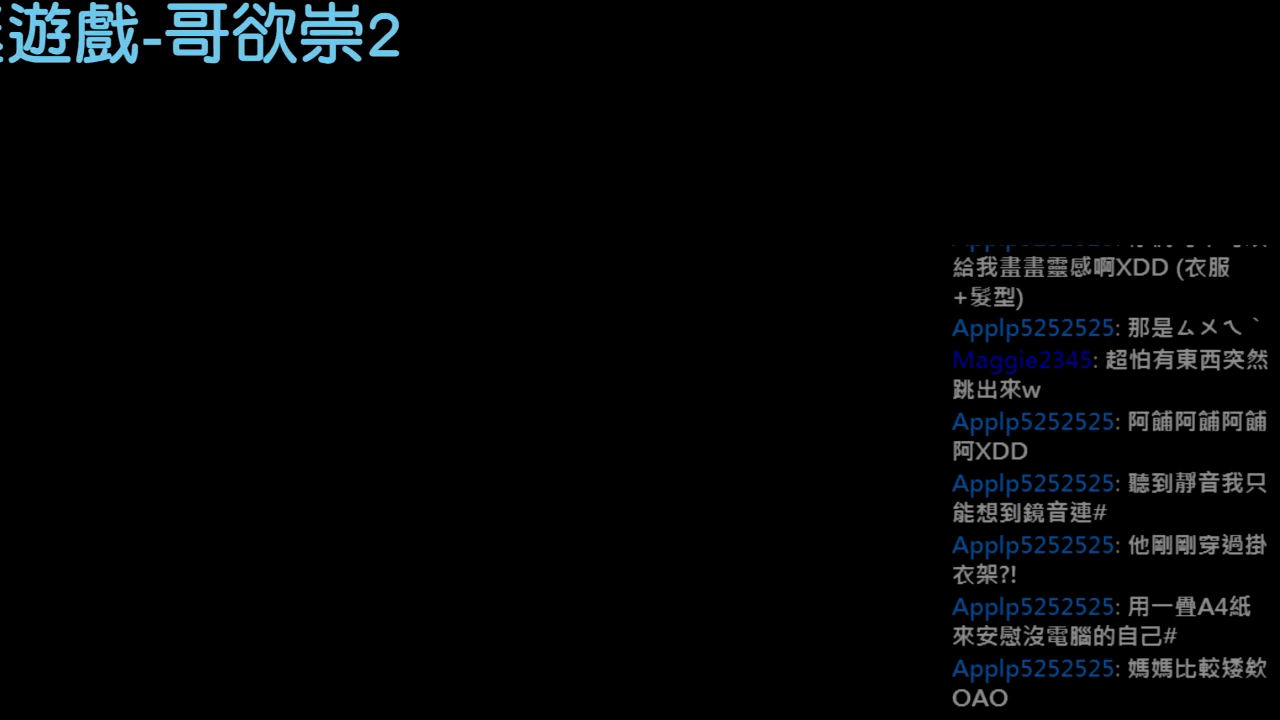 遊戲-哥欲崇2
給我畫畫靈感啊XDD (衣服
+髮型)
Applp5252525: 那是ㄙㄨㄟˋ
Maggie2345: 超怕有東西突然
跳出來w
Applp5252525: 阿舖阿舖阿舖
阿XDD
Applp5252525: 聽到靜音我只
能想到鏡音連#
Applp5252525: 他剛剛穿過掛
衣架?!
Applp5252525: 用一疊A4紙
來安慰沒電腦的自己#
Applp5252525: 媽媽比較矮欸
OAO